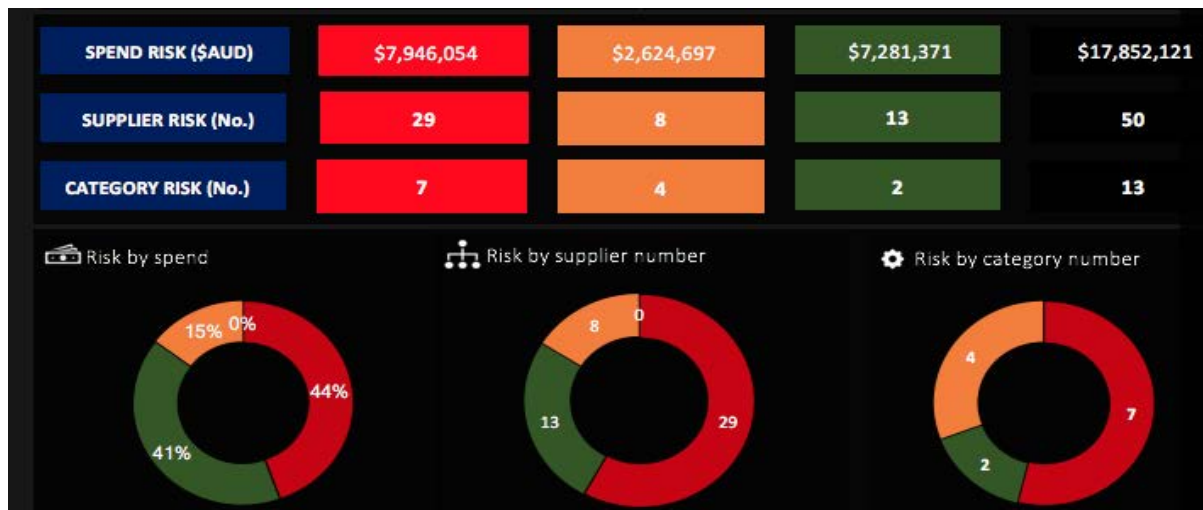 SPEND RISK ($AUD) $7,946,054 $2,624,697 $7,281,371 $17,852,121
SUPPLIER RISK (No.) 29 8 13 50
CATEGORY RISK (No.) 7 4 2 13
Risk by spend Risk by supplier number Risk by category number
15% 0% 44% 41%
8 0 13 29
4 7 2